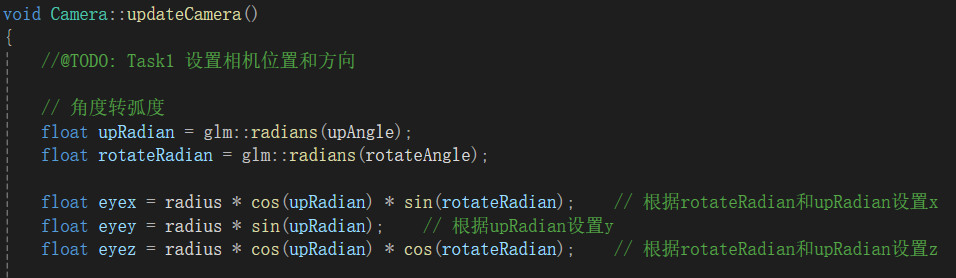 void Camera::updateCamera()
{
//@TODO: Task1 设置相机位置和方向
// 角度转弧度
float upRadian = glm::radians(upAngle);
float rotateRadian = glm::radians(rotateAngle);
float eyex = radius * cos(upRadian) * sin(rotateRadian);    // 根据rotateRadian和upRadian设置x
float eyey = radius * sin(upRadian);    // 根据upRadian设置y
float eyez = radius * cos(upRadian) * cos(rotateRadian);    // 根据rotateRadian和upRadian设置z